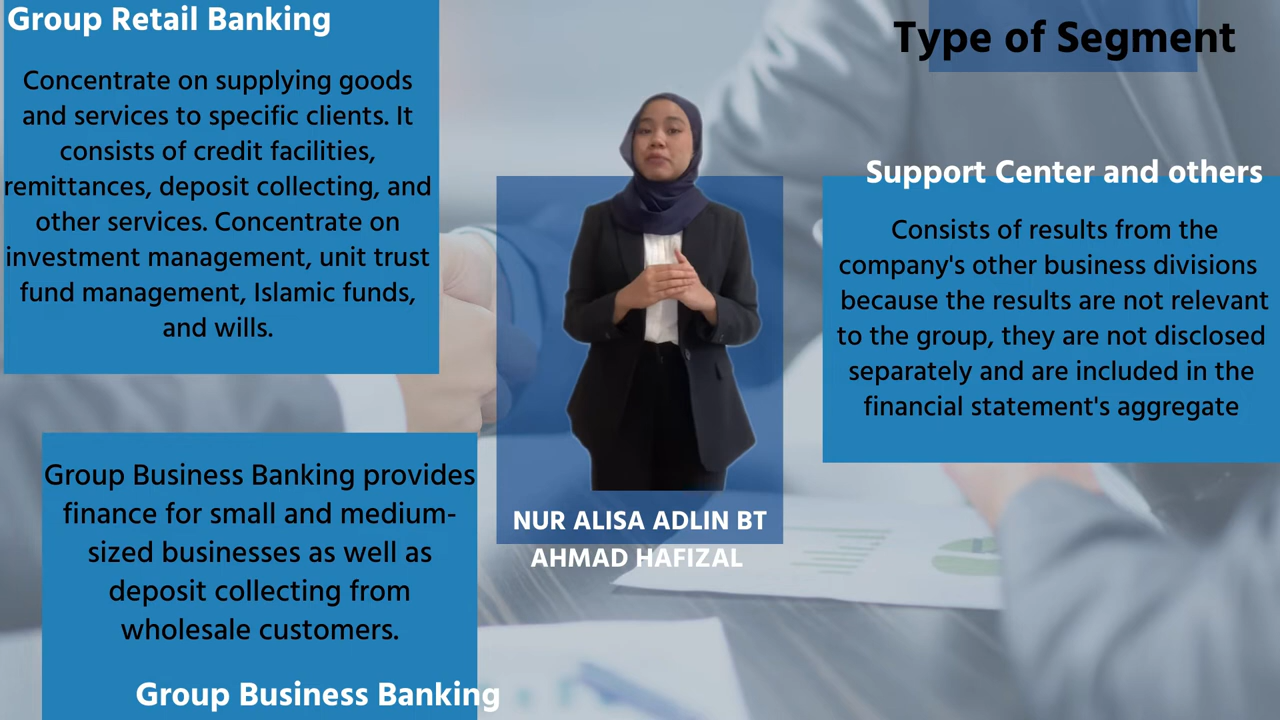 Group Retail Banking
Concentrate on supplying goods
and services to specific clients. It
consists of credit facilities,
remittances, deposit collecting, and
other services. Concentrate on
investment management, unit trust
fund management, Islamic funds,
and wills.
Type of Segment
Support Center and others
Consists of results from the
company's other business divisions
because the results are not relevant
to the group, they are not disclosed
separately and are included in the
financial statement's aggregate
Group Business Banking provides
finance for small and medium-
sized businesses as well as
deposit collecting from
wholesale customers.
Group Business Banking
NUR ALISA ADLIN BT
AHMAD HAFIZAL